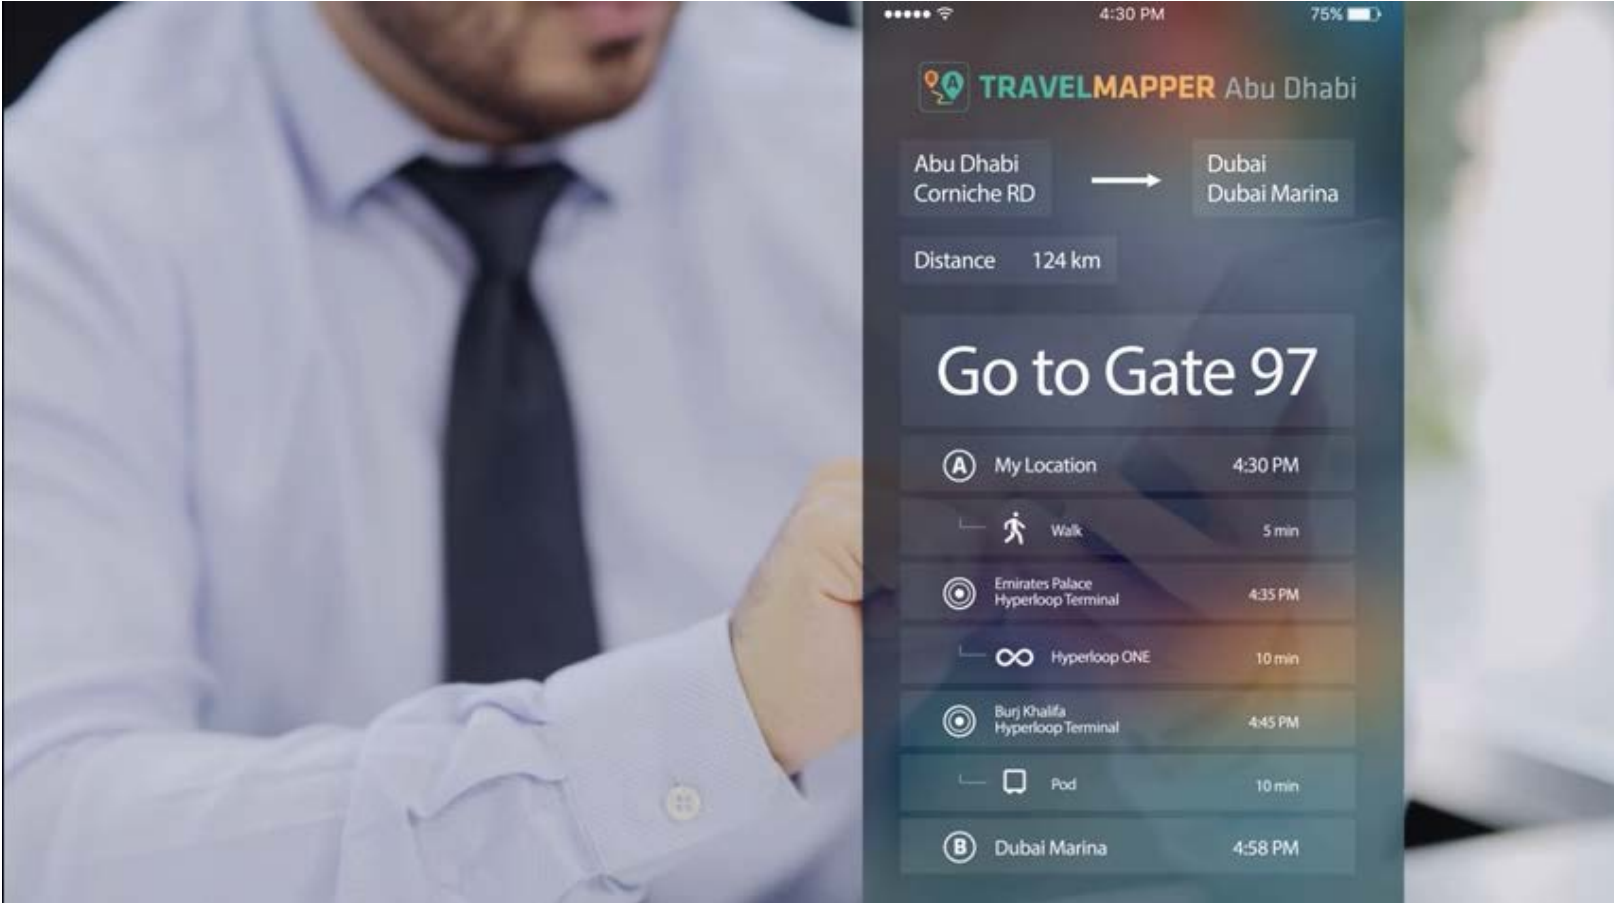 4:30 PM
75%
TRAVELMAPPER Abu Dhabi
Abu Dhabi
Corniche RD
Dubai
Dubai Marina
Distance 124 km
Go to Gate 97
A My Location 4:30 PM
Walk 5 min
Emirates Palace
Hyperloop Terminal
4:35 PM
Hyperloop ONE 10 min
Burj Khalifa
Hyperloop Terminal
4:45 PM
Pod 10 min
B Dubai Marina 4:58 PM